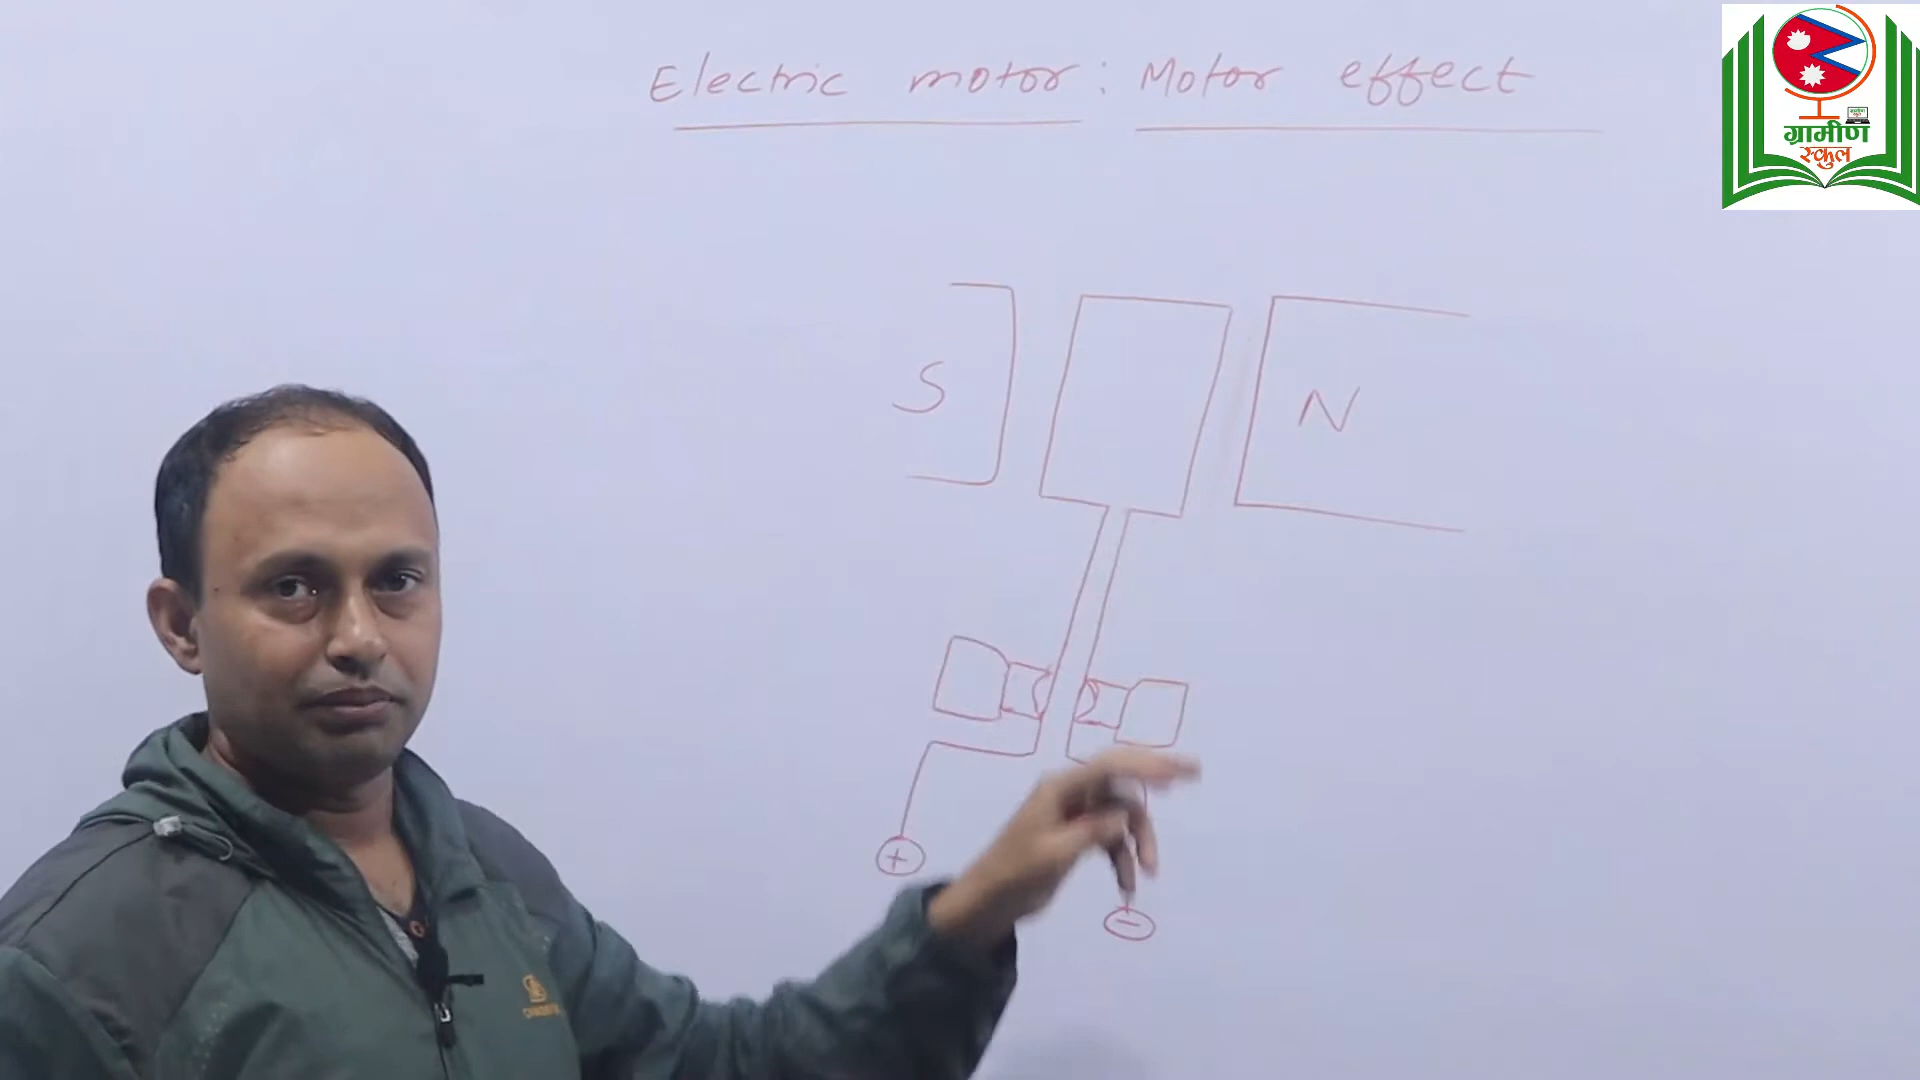 Electric motor : Motor effect
ग्रामीण
स्कुल
S
N
+
-